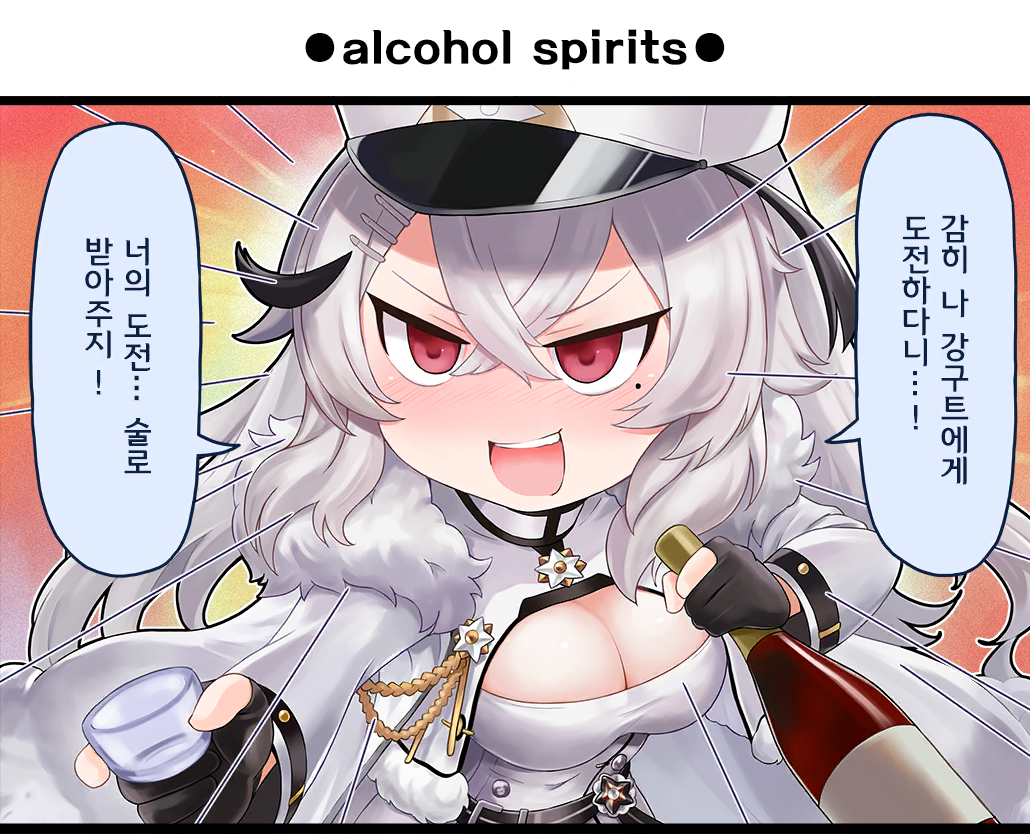 ●alcohol spirits●
감히 나 강구트에게
도전하다니…!
너의 도전… 술로
받아주지!